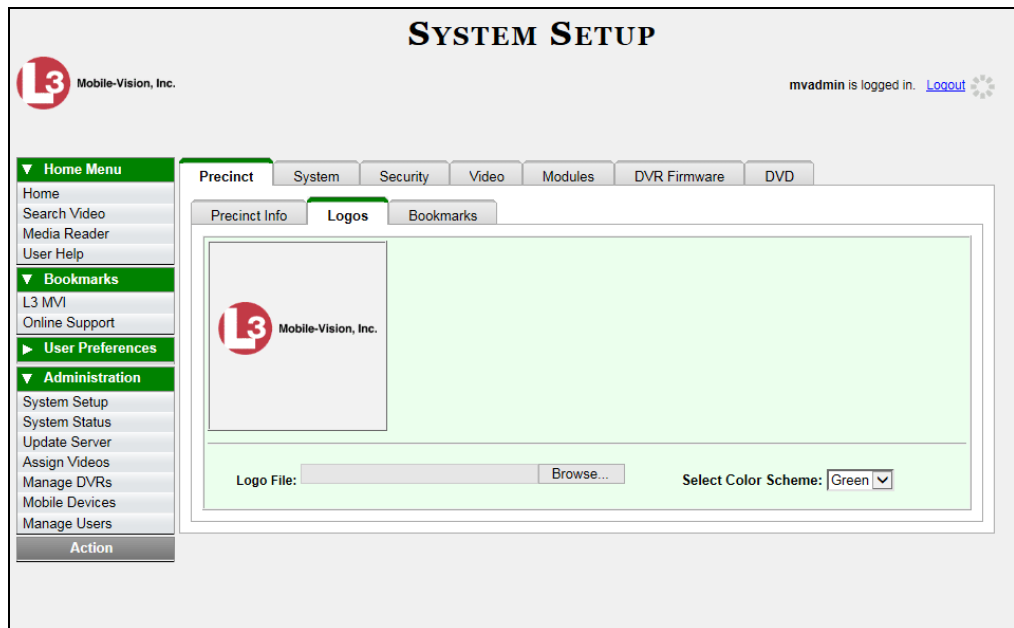 SYSTEM SETUP
L3 Mobile-Vision, Inc.
mvadmin is logged in. Logout
Home Menu
Home
Search Video
Media Reader
User Help
Bookmarks
L3 MVI
Online Support
User Preferences
Administration
System Setup
System Status
Update Server
Assign Videos
Manage DVRs
Mobile Devices
Manage Users
Action
Precinct System Security Video Modules DVR Firmware DVD
Precinct Info Logos Bookmarks
L3 Mobile-Vision, Inc.
Logo File: Browse... Select Color Scheme: Green